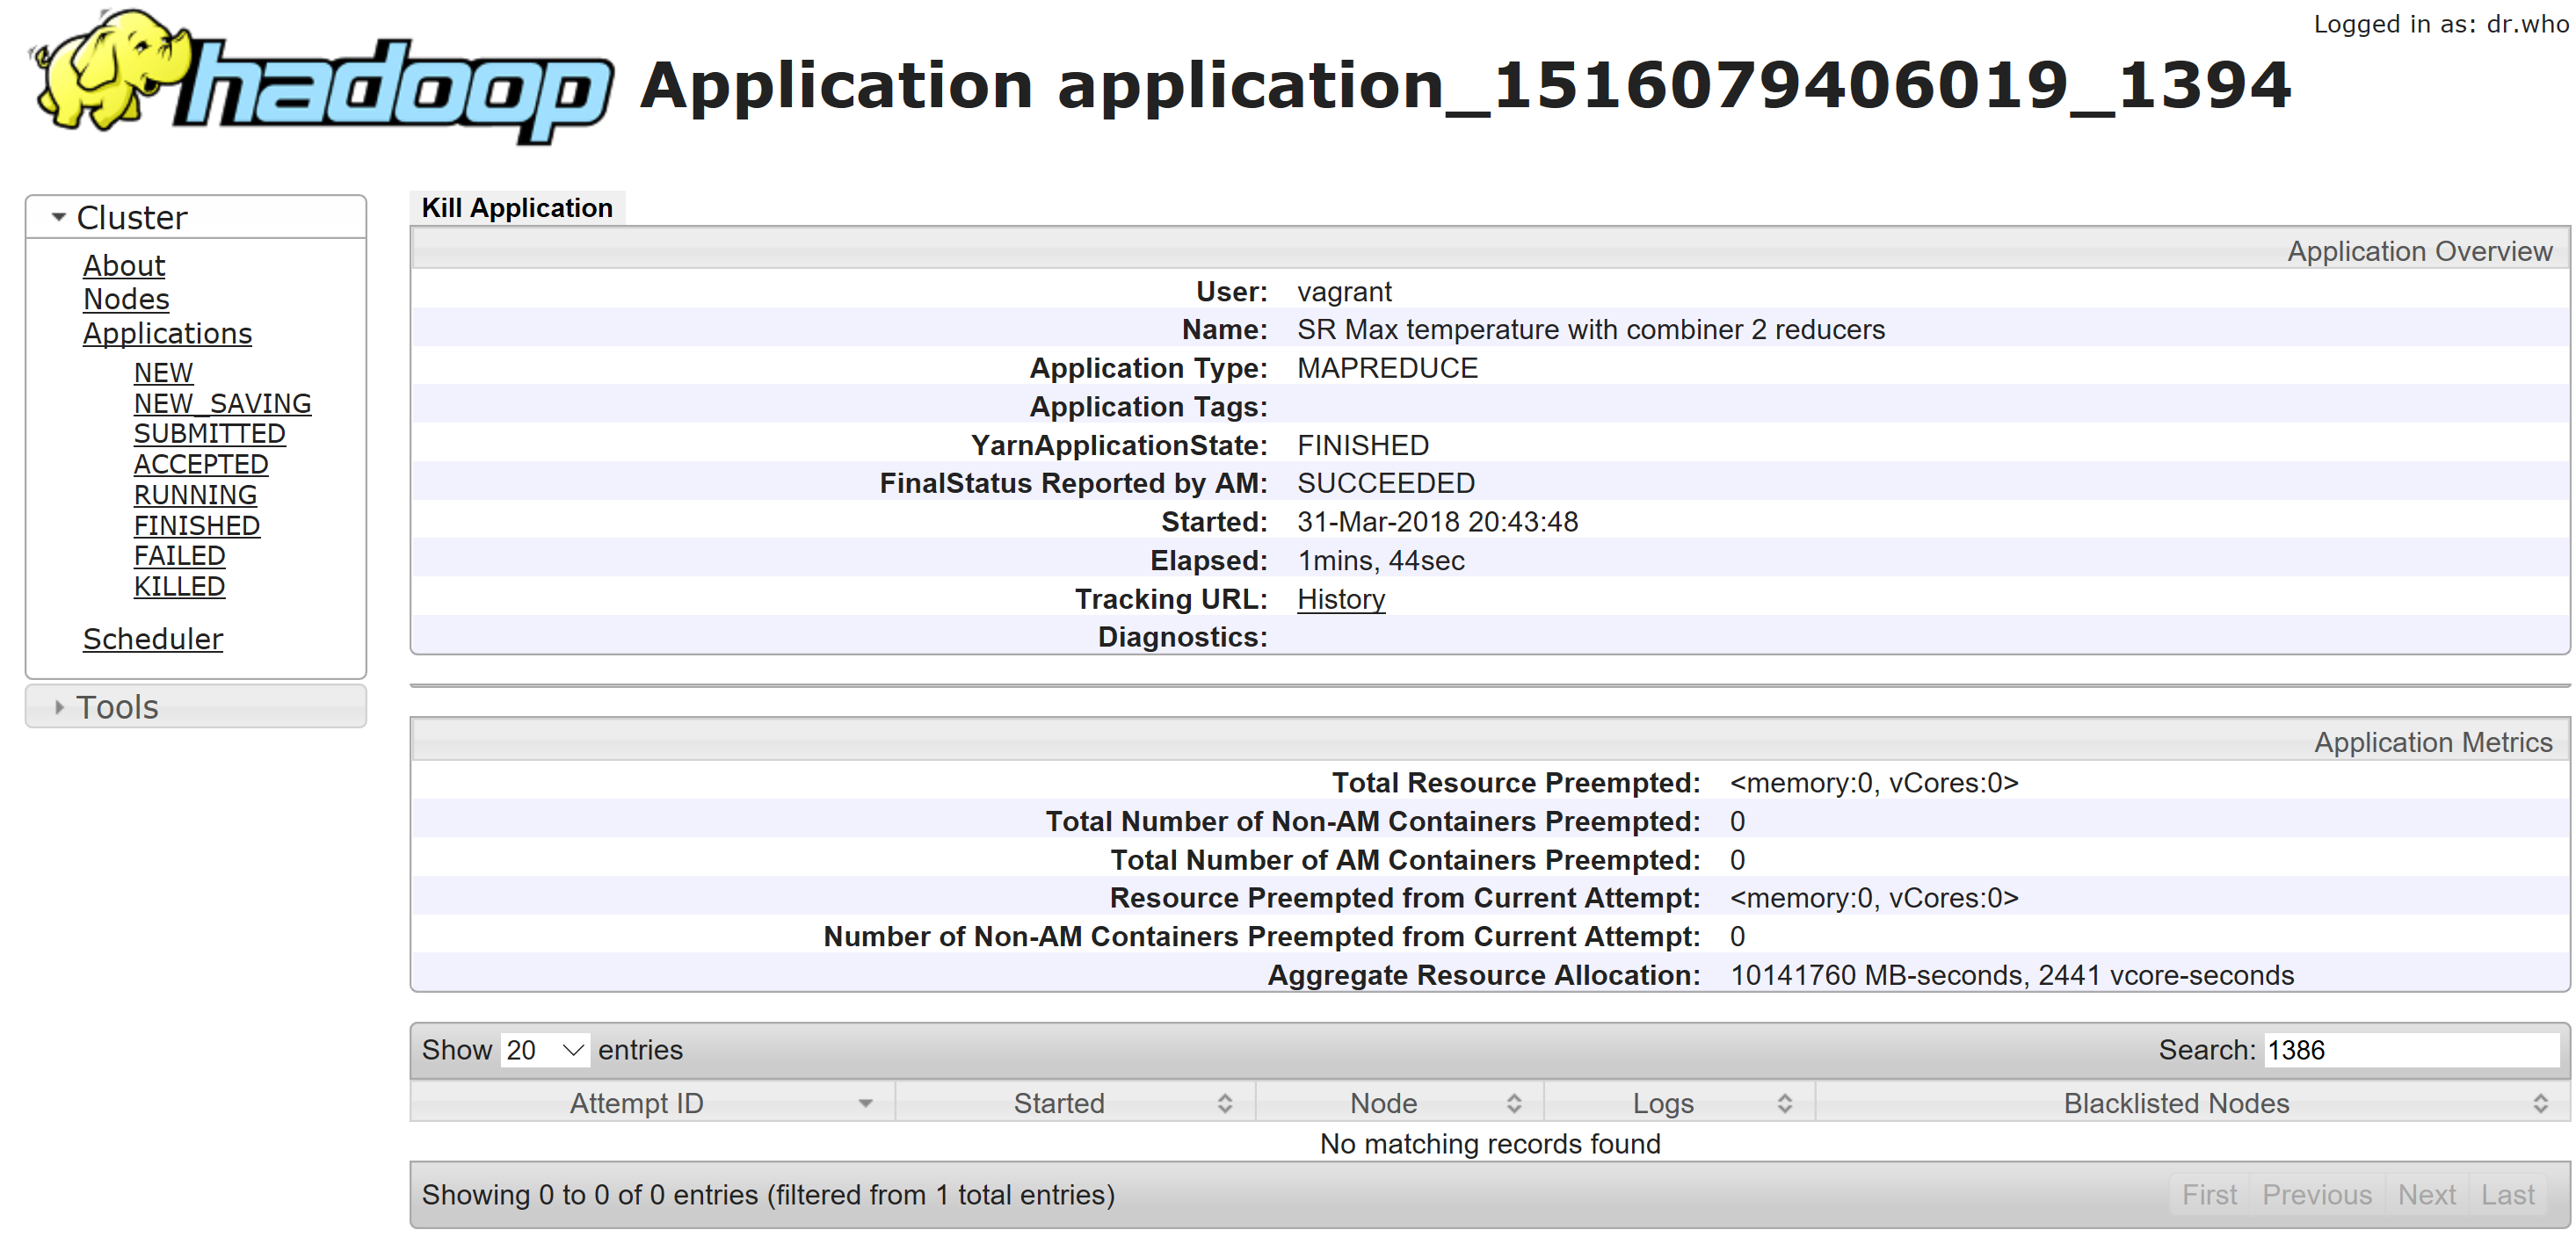 Logged in as: dr.who
hadoop
Application application_1516079406019_1394
Cluster
About
Nodes
Applications
NEW
NEW_SAVING
SUBMITTED
ACCEPTED
RUNNING
FINISHED
FAILED
KILLED
Scheduler
Tools
Kill Application
Application Overview
User: vagrant
Name: SR Max temperature with combiner 2 reducers
Application Type: MAPREDUCE
Application Tags:
YarnApplicationState: FINISHED
FinalStatus Reported by AM: SUCCEEDED
Started: 31-Mar-2018 20:43:48
Elapsed: 1mins, 44sec
Tracking URL: History
Diagnostics:
Application Metrics
Total Resource Preempted: <memory:0, vCores:0>
Total Number of Non-AM Containers Preempted: 0
Total Number of AM Containers Preempted: 0
Resource Preempted from Current Attempt: <memory:0, vCores:0>
Number of Non-AM Containers Preempted from Current Attempt: 0
Aggregate Resource Allocation: 10141760 MB-seconds, 2441 vcore-seconds
Show 20 entries Search: 1386
Attempt ID Started Node Logs Blacklisted Nodes
No matching records found
Showing 0 to 0 of 0 entries (filtered from 1 total entries) First Previous Next Last